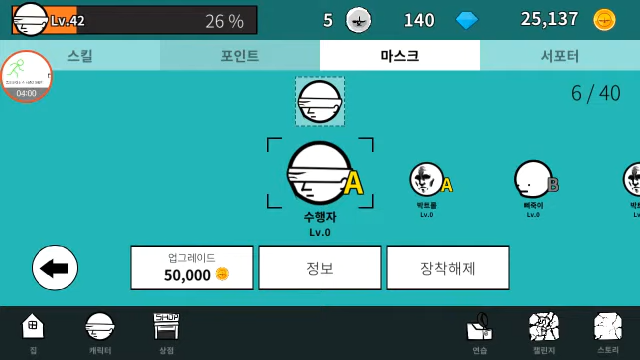 Lv.42
26 %
5
140
25,137
스킬
포인트
마스크
서포터
04:00
6 / 40
A
수행자
Lv.0
A
박트롤
Lv.0
B
삐죽이
Lv.0
업그레이드
50,000
정보
장착해제
집
캐릭터
SHOP
상점
연습
챌린지
스토리